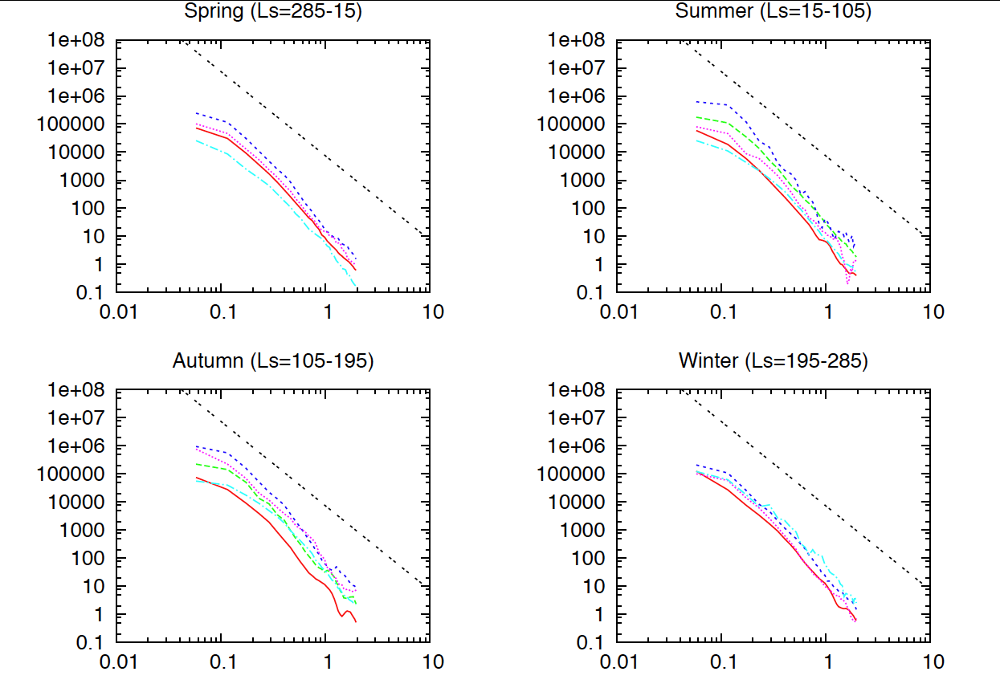 Spring (Ls=285-15)
1e+08
1e+07
1e+06
100000
10000
1000
100
10
1
0.1
0.01 0.1 1 10
Summer (Ls=15-105)
1e+08
1e+07
1e+06
100000
10000
1000
100
10
1
0.1
0.01 0.1 1 10
Autumn (Ls=105-195)
1e+08
1e+07
1e+06
100000
10000
1000
100
10
1
0.1
0.01 0.1 1 10
Winter (Ls=195-285)
1e+08
1e+07
1e+06
100000
10000
1000
100
10
1
0.1
0.01 0.1 1 10